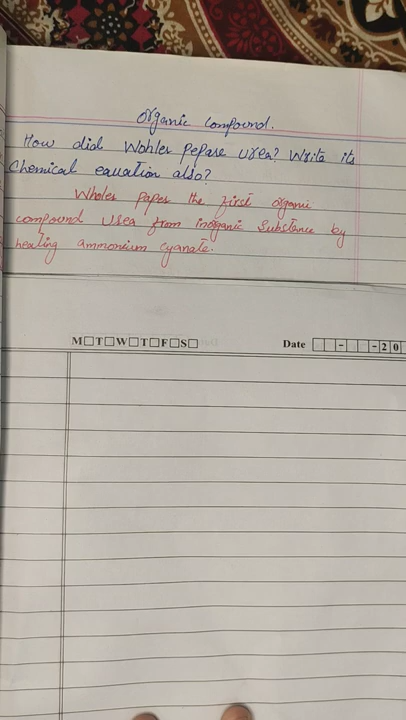 Organic Compound.
How did Wohler Pepare Urea? Write its
Chemical eauation also?
Wholer Paper the first organic
compound Urea from inorganic Substance by
heating ammonium Cyanate.
M□T□W□T□F□S□
Date □□-□□-20